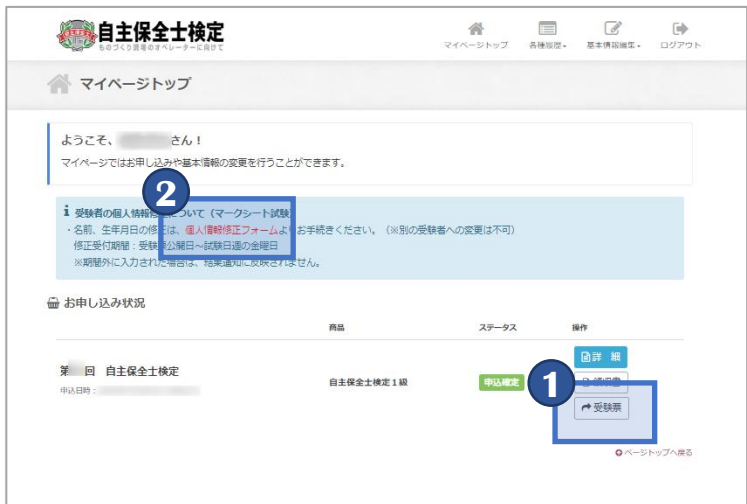 自主保全士検定
ものづくり現場のオペレーターに向けて
マイページトップ
各種履歴
基本情報編集
ログアウト
マイページトップ
ようこそ、 さん！
マイページではお申し込みや基本情報の変更を行うことができます。
2
i 受験者の個人情報修正について（マークシート試験）
・名前、生年月日の修正は、個人情報修正フォームよりお手続きください。（※別の受験者への変更は不可）
修正受付期間：受験票公開日～試験日週の金曜日
※期間外に入力された場合は、結果通知に反映されません。
お申し込み状況
商品 ステータス 操作
第 回 自主保全士検定
申込日時：
自主保全士検定１級
申込確定
詳 細
1
領収書
受験票
ページトップへ戻る